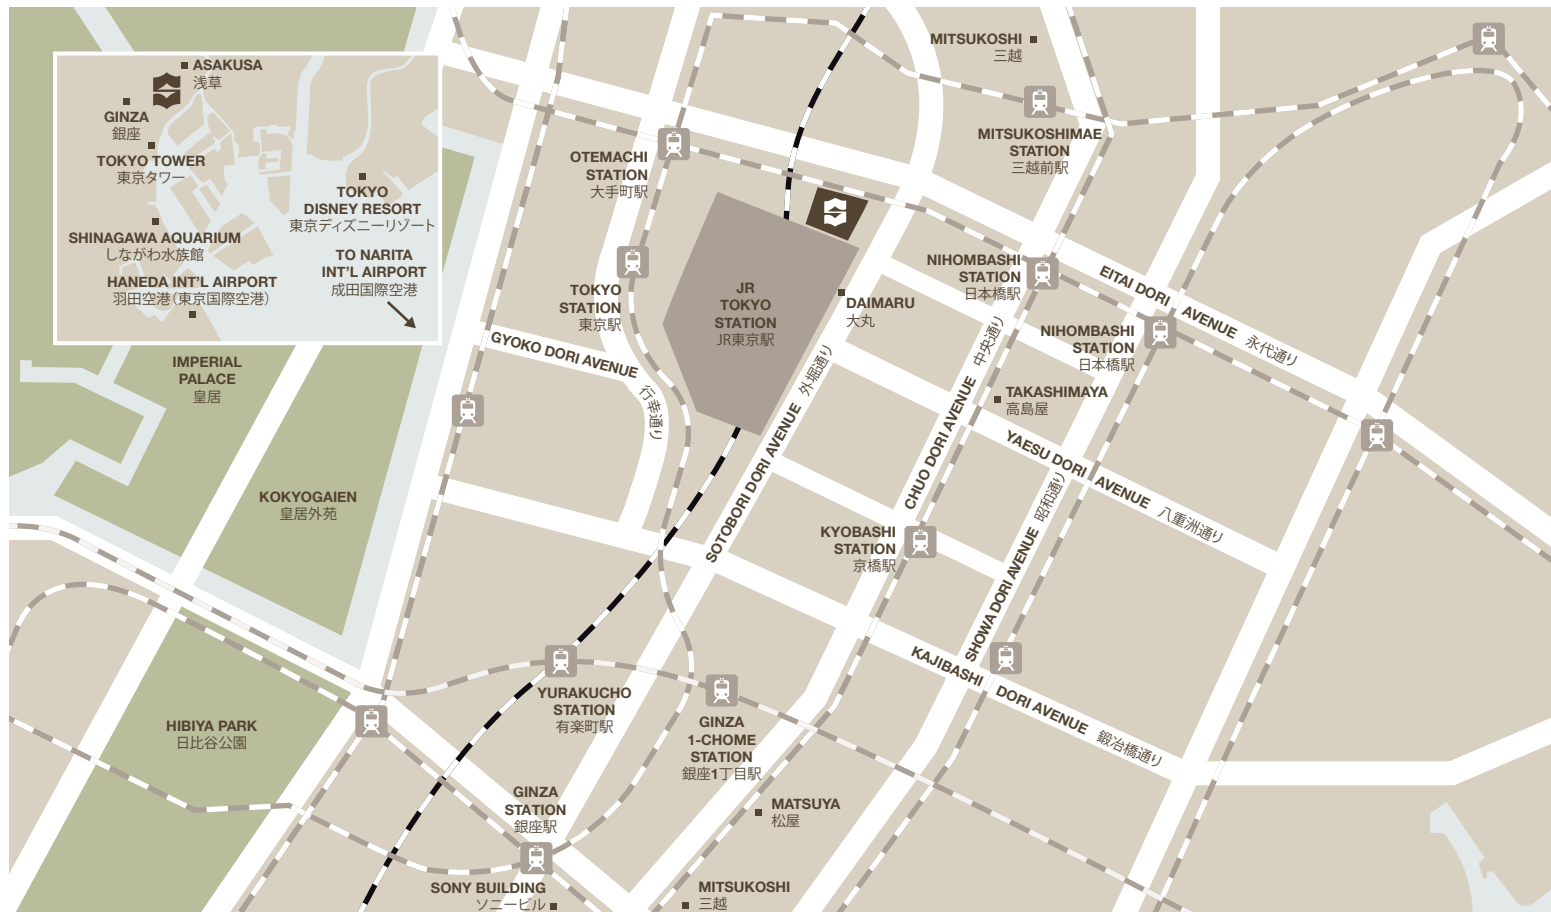 ASAKUSA
浅草
GINZA
銀座
TOKYO TOWER
東京タワー
TOKYO
DISNEY RESORT
東京ディズニーリゾート
SHINAGAWA AQUARIUM
しながわ水族館
TO NARITA
INT'L AIRPORT
成田国際空港
HANEDA INT'L AIRPORT
羽田空港(東京国際空港)
IMPERIAL
PALACE
皇居
KOKYOGAIEN
皇居外苑
HIBIYA PARK
日比谷公園
MITSUKOSHI
三越
MITSUKOSHIMAE
STATION
三越前駅
OTEMACHI
STATION
大手町駅
TOKYO
STATION
東京駅
JR
TOKYO
STATION
JR東京駅
DAIMARU
大丸
NIHOMBASHI
STATION
日本橋駅
NIHOMBASHI
STATION
日本橋駅
EITAI DORI AVENUE 永代通り
GYOKO DORI AVENUE 行幸通り
TAKASHIMAYA
高島屋
SOTOBORI DORI AVENUE 外堀通り
CHUO DORI AVENUE 中央通り
YAESU DORI AVENUE 八重洲通り
SHOWA DORI AVENUE 昭和通り
KYOBASHI
STATION
京橋駅
KAJIBASHI DORI AVENUE 鍛冶橋通り
YURAKUCHO
STATION
有楽町駅
GINZA
1-CHOME
STATION
銀座1丁目駅
GINZA
STATION
銀座駅
MATSUYA
松屋
SONY BUILDING
ソニービル
MITSUKOSHI
三越